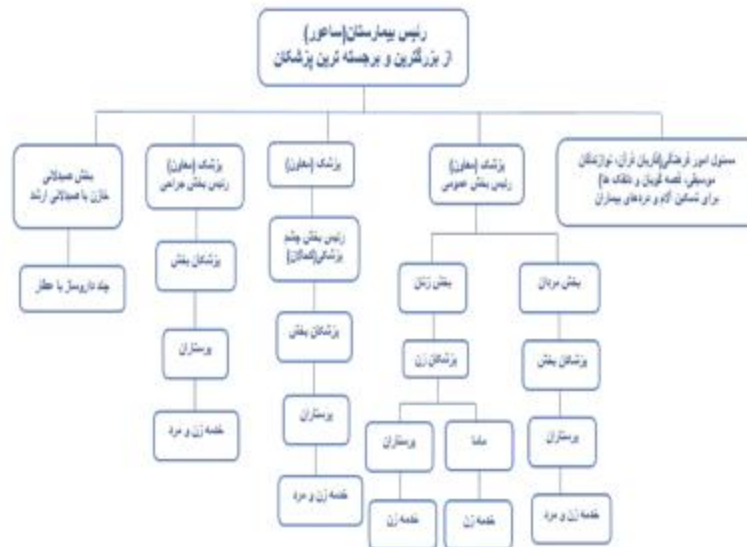 رئیس بیمارستان(ساعور)
از بزرگترین و برجسته ترین پزشکان
مسئول امور فرهنگی(قاریان قرآن، نوازندگان
موسیقی، قصه گویان و دلقک ها)
برای تسکین آلام و دردهای بیماران
پزشک (معاون)
رئیس بخش عمومی
پزشک (معاون)
پزشک (معاون)
رئیس بخش جراحی
بخش صیدلانی
خازن یا صیدلانی ارشد
بخش مردان
بخش زنان
رئیس بخش چشم
پزشکی(کحالان)
پزشکان بخش
چند داروساز یا عطار
پزشکان بخش
پزشکان زن
پزشکان بخش
پرستاران
پرستاران
ماما
پرستاران
پرستاران
خدمه زن و مرد
خدمه زن و مرد
خدمه زن
خدمه زن
خدمه زن و مرد